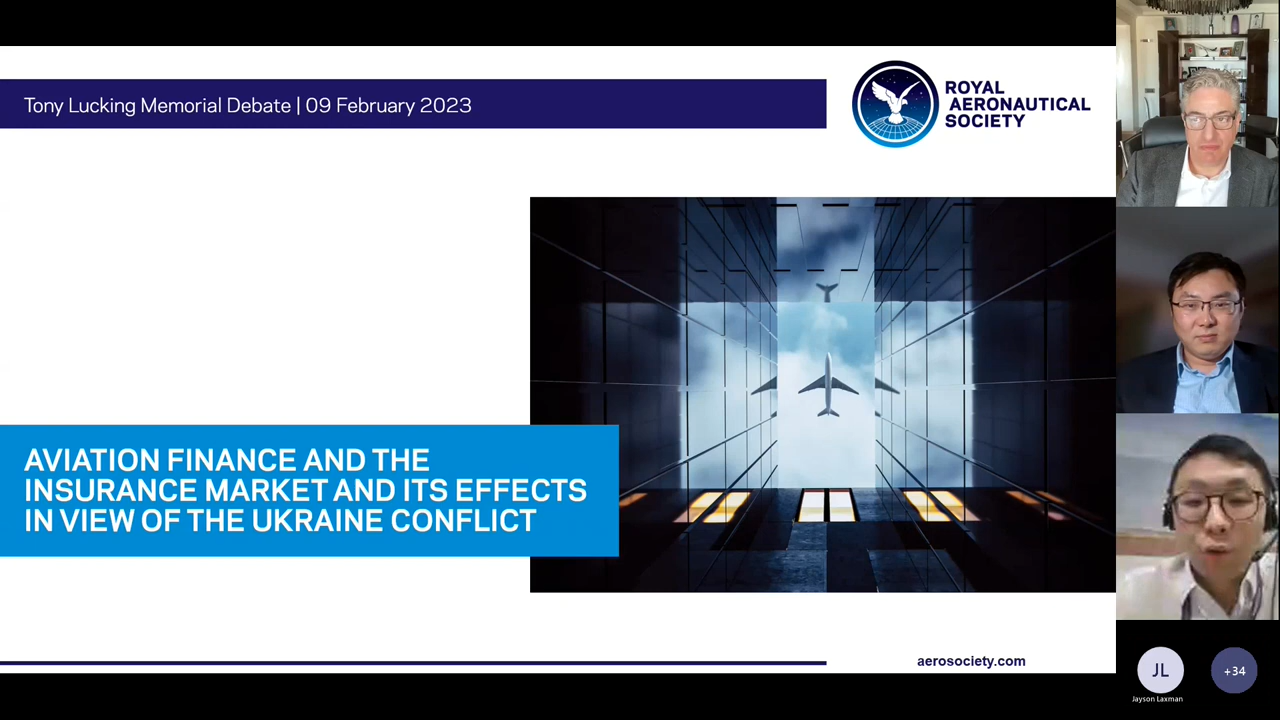 Tony Lucking Memorial Debate | 09 February 2023
ROYAL
AERONAUTICAL
SOCIETY
AVIATION FINANCE AND THE
INSURANCE MARKET AND ITS EFFECTS
IN VIEW OF THE UKRAINE CONFLICT
aerosociety.com
JL
Jayson Laxman
+34